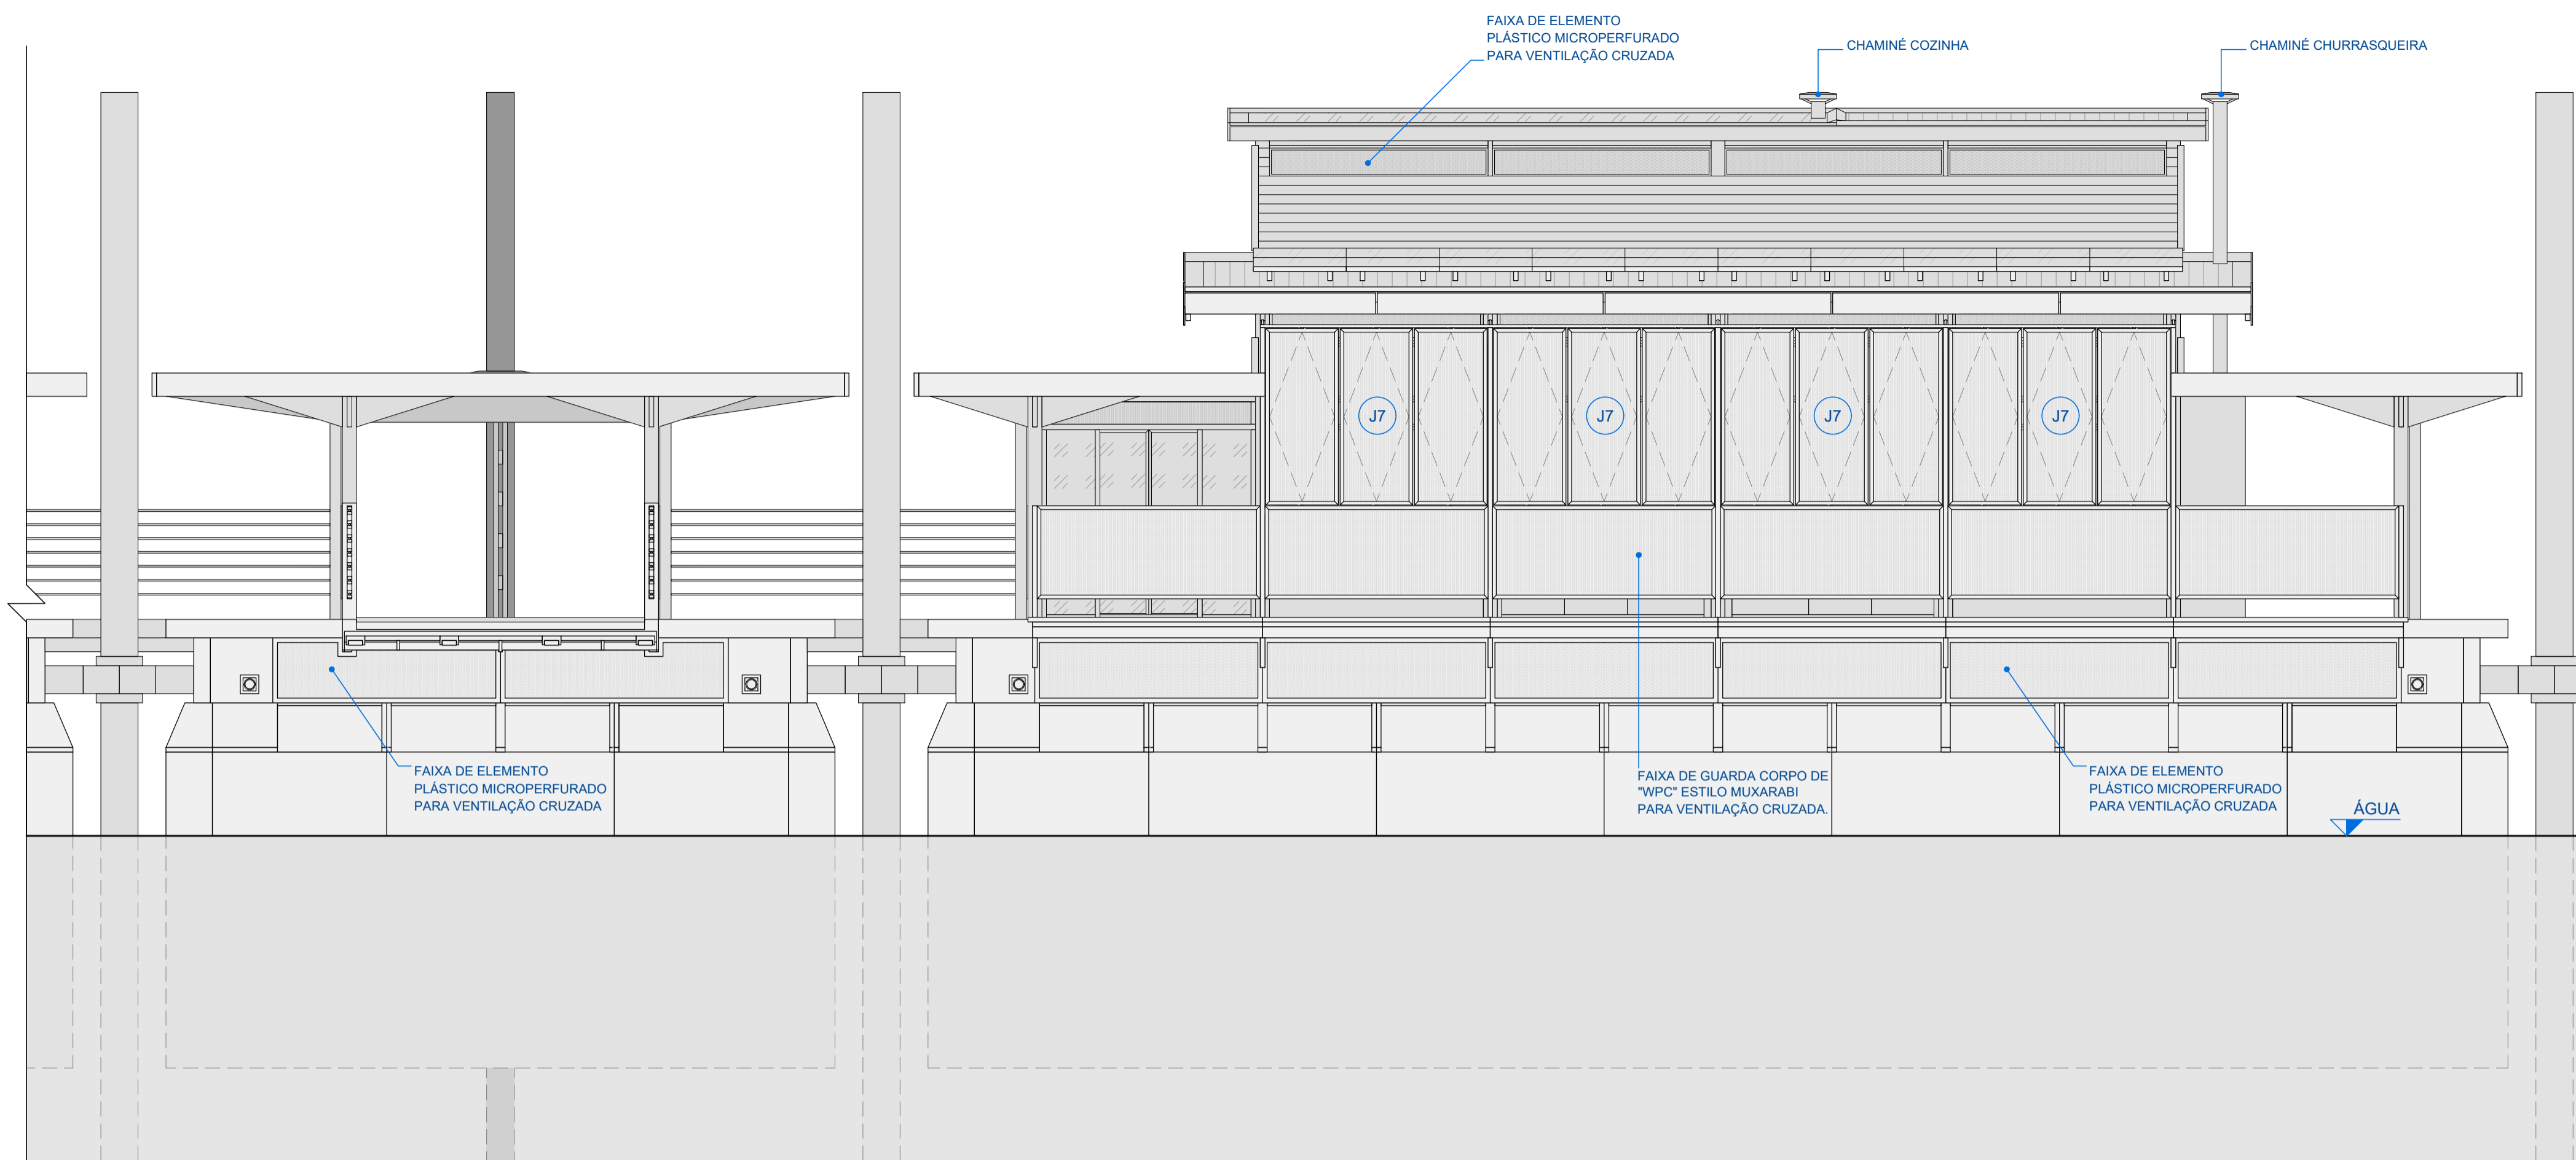 FAIXA DE ELEMENTO
PLÁSTICO MICROPERFURADO
PARA VENTILAÇÃO CRUZADA
CHAMINÉ COZINHA
CHAMINÉ CHURRASQUEIRA
J7
J7
J7
J7
FAIXA DE ELEMENTO
PLÁSTICO MICROPERFURADO
PARA VENTILAÇÃO CRUZADA
FAIXA DE GUARDA CORPO DE
"WPC" ESTILO MUXARABI
PARA VENTILAÇÃO CRUZADA.
FAIXA DE ELEMENTO
PLÁSTICO MICROPERFURADO
PARA VENTILAÇÃO CRUZADA
ÁGUA